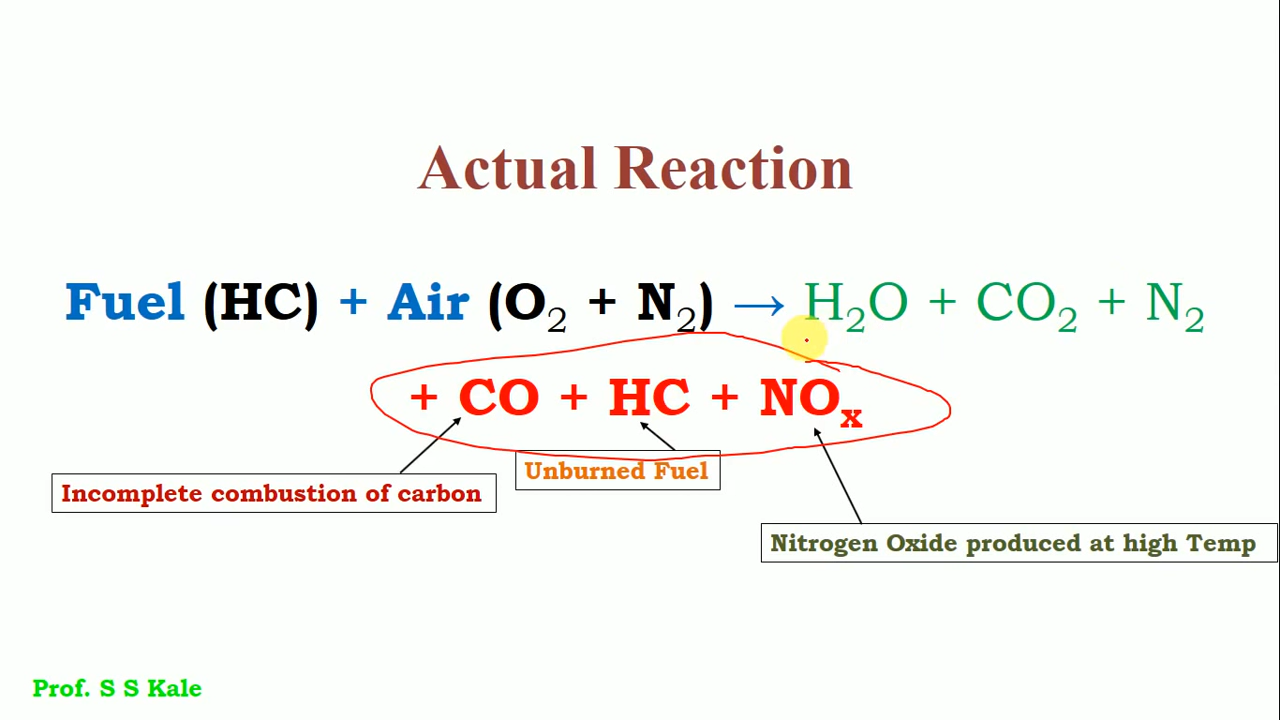 Actual Reaction
Fuel (HC) + Air (O₂ + N₂) → H₂O + CO₂ + N₂
+ CO + HC + NOₓ
Unburned Fuel
Incomplete combustion of carbon
Nitrogen Oxide produced at high Temp
Prof. S S Kale